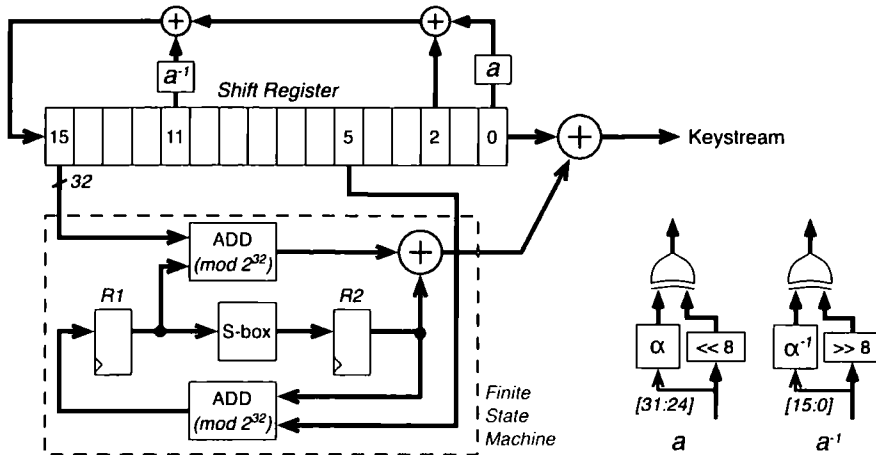 a⁻¹
a
Shift Register
15
11
5
2
0
Keystream
32
ADD
(mod 2³²)
R1
R2
S-box
ADD
(mod 2³²)
Finite
State
Machine
α
<< 8
α⁻¹
>> 8
[31:24]
[15:0]
a
a⁻¹